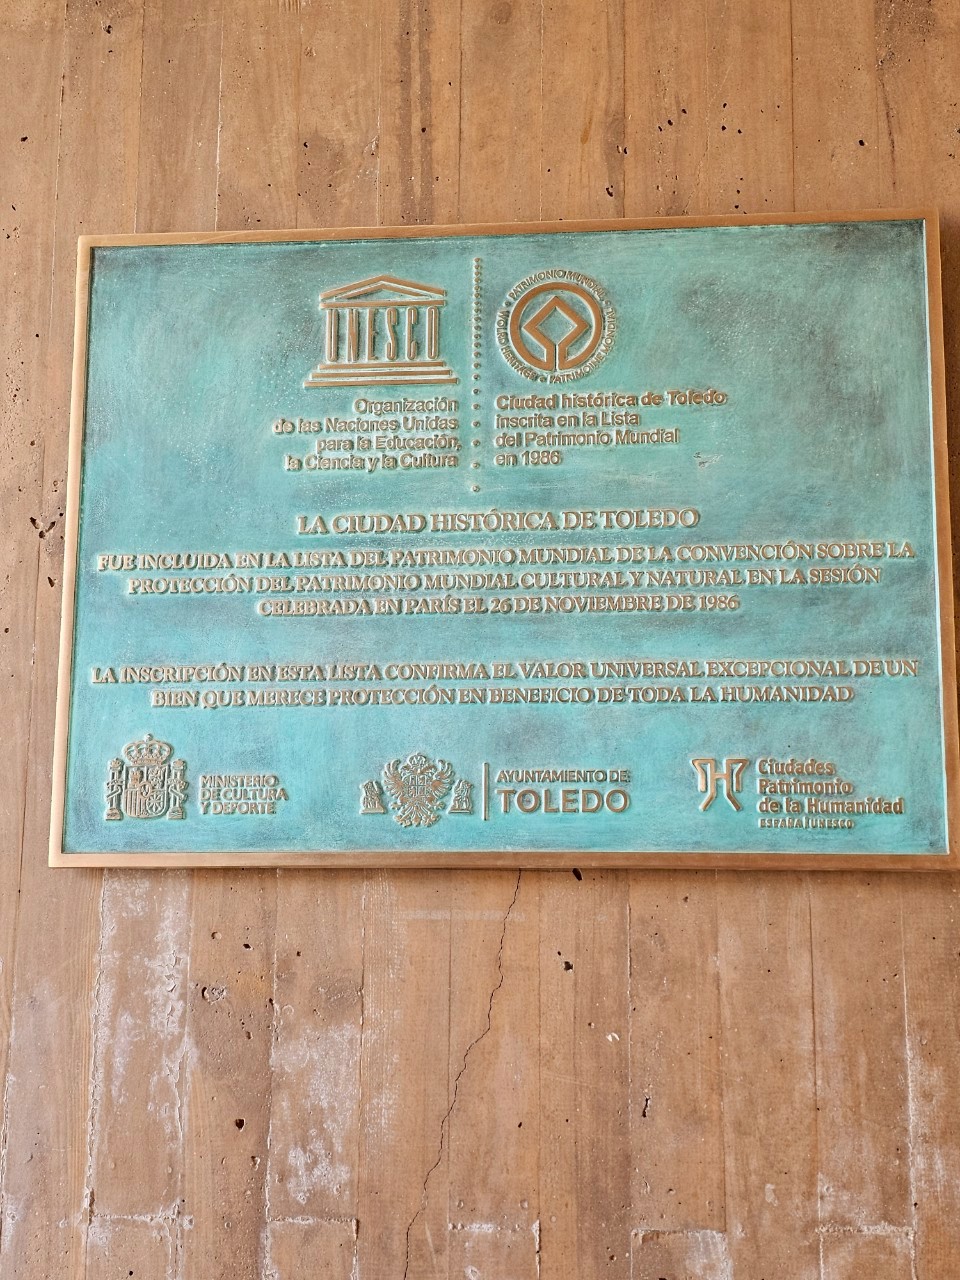 UNESCO
Organización
de las Naciones Unidas
para la Educación,
la Ciencia y la Cultura
PATRIMONIO MUNDIAL • WORLD HERITAGE • PATRIMOINE MONDIAL •
Ciudad histórica de Toledo
inscrita en la Lista
del Patrimonio Mundial
en 1986
LA CIUDAD HISTÓRICA DE TOLEDO
FUE INCLUIDA EN LA LISTA DEL PATRIMONIO MUNDIAL DE LA CONVENCIÓN SOBRE LA
PROTECCIÓN DEL PATRIMONIO MUNDIAL CULTURAL Y NATURAL EN LA SESIÓN
CELEBRADA EN PARÍS EL 26 DE NOVIEMBRE DE 1986
LA INSCRIPCIÓN EN ESTA LISTA CONFIRMA EL VALOR UNIVERSAL EXCEPCIONAL DE UN
BIEN QUE MERECE PROTECCIÓN EN BENEFICIO DE TODA LA HUMANIDAD
MINISTERIO
DE CULTURA
Y DEPORTE
AYUNTAMIENTO DE
TOLEDO
Ciudades
Patrimonio
de la Humanidad
ESPAÑA | UNESCO